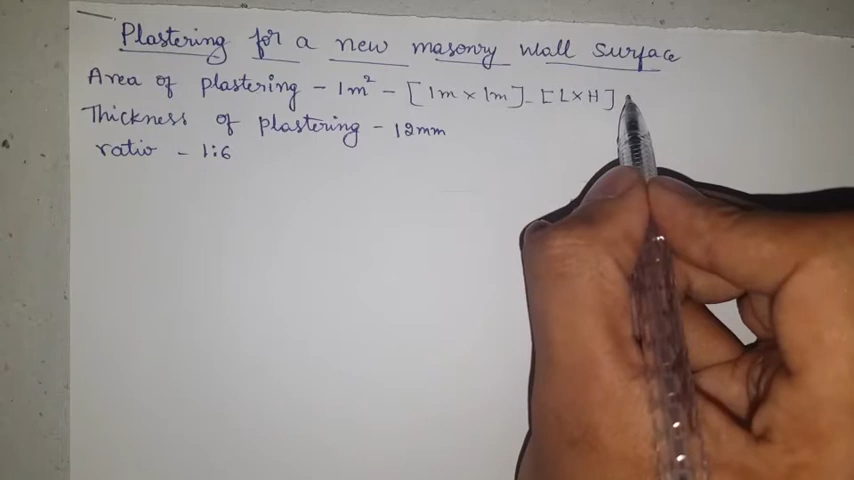 Plastering for a new masonry wall surface
Area of plastering - 1m² - [1m × 1m] - [L×H]
Thickness of plastering - 12mm
ratio - 1:6